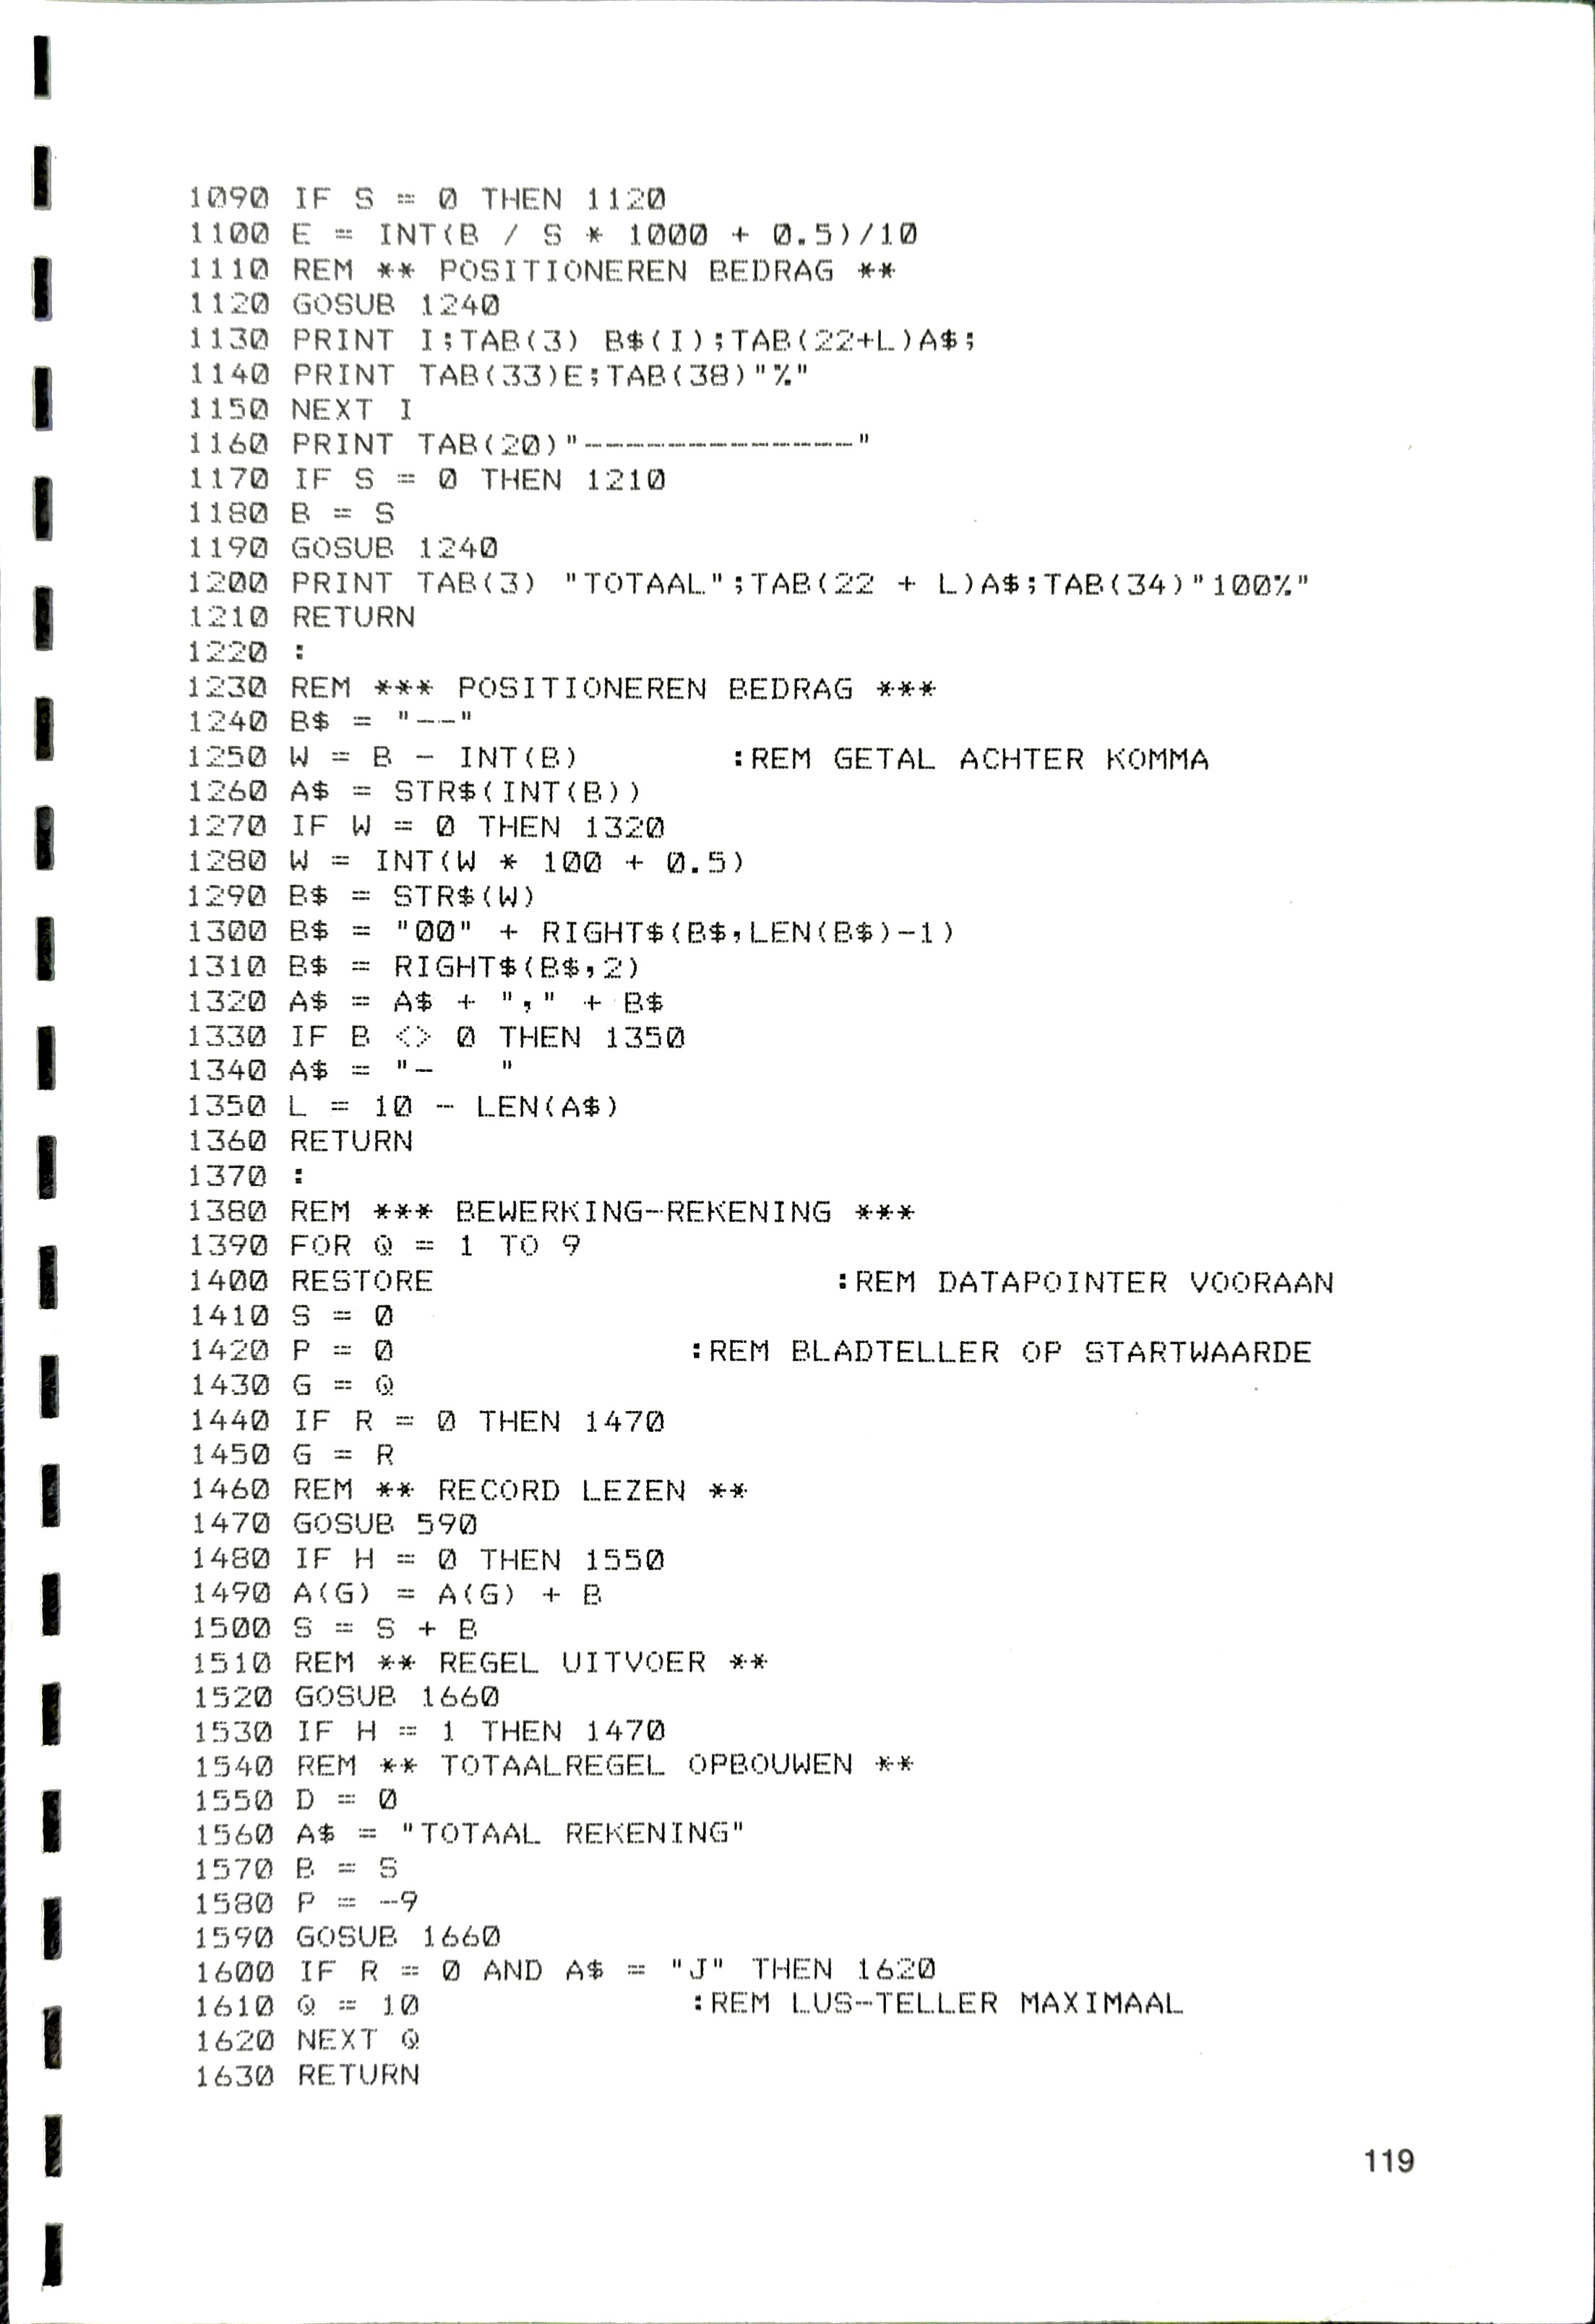 1090 IF S = 0 THEN 1120
1100 E = INT(B / S * 1000 + 0.5)/10
1110 REM ** POSITIONEREN BEDRAG **
1120 GOSUB 1240
1130 PRINT I;TAB(3) B$(I);TAB(22+L)A$;
1140 PRINT TAB(33)E;TAB(38)"%"
1150 NEXT I
1160 PRINT TAB(20)"------------------"
1170 IF S = 0 THEN 1210
1180 B = S
1190 GOSUB 1240
1200 PRINT TAB(3) "TOTAAL";TAB(22 + L)A$;TAB(34)"100%"
1210 RETURN
1220 :
1230 REM *** POSITIONEREN BEDRAG ***
1240 B$ = "--"
1250 W = B - INT(B)       :REM GETAL ACHTER KOMMA
1260 A$ = STR$(INT(B))
1270 IF W = 0 THEN 1320
1280 W = INT(W * 100 + 0.5)
1290 B$ = STR$(W)
1300 B$ = "00" + RIGHT$(B$,LEN(B$)-1)
1310 B$ = RIGHT$(B$,2)
1320 A$ = A$ + "," + B$
1330 IF B <> 0 THEN 1350
1340 A$ = "-   "
1350 L = 10 - LEN(A$)
1360 RETURN
1370 :
1380 REM *** BEWERKING-REKENING ***
1390 FOR Q = 1 TO 9
1400 RESTORE                   :REM DATAPOINTER VOORAAN
1410 S = 0
1420 P = 0              :REM BLADTELLER OP STARTWAARDE
1430 G = Q
1440 IF R = 0 THEN 1470
1450 G = R
1460 REM ** RECORD LEZEN **
1470 GOSUB 590
1480 IF H = 0 THEN 1550
1490 A(G) = A(G) + B
1500 S = S + B
1510 REM ** REGEL UITVOER **
1520 GOSUB 1660
1530 IF H = 1 THEN 1470
1540 REM ** TOTAALREGEL OPBOUWEN **
1550 D = 0
1560 A$ = "TOTAAL REKENING"
1570 B = S
1580 P = -9
1590 GOSUB 1660
1600 IF R = 0 AND A$ = "J" THEN 1620
1610 Q = 10             :REM LUS-TELLER MAXIMAAL
1620 NEXT Q
1630 RETURN
119